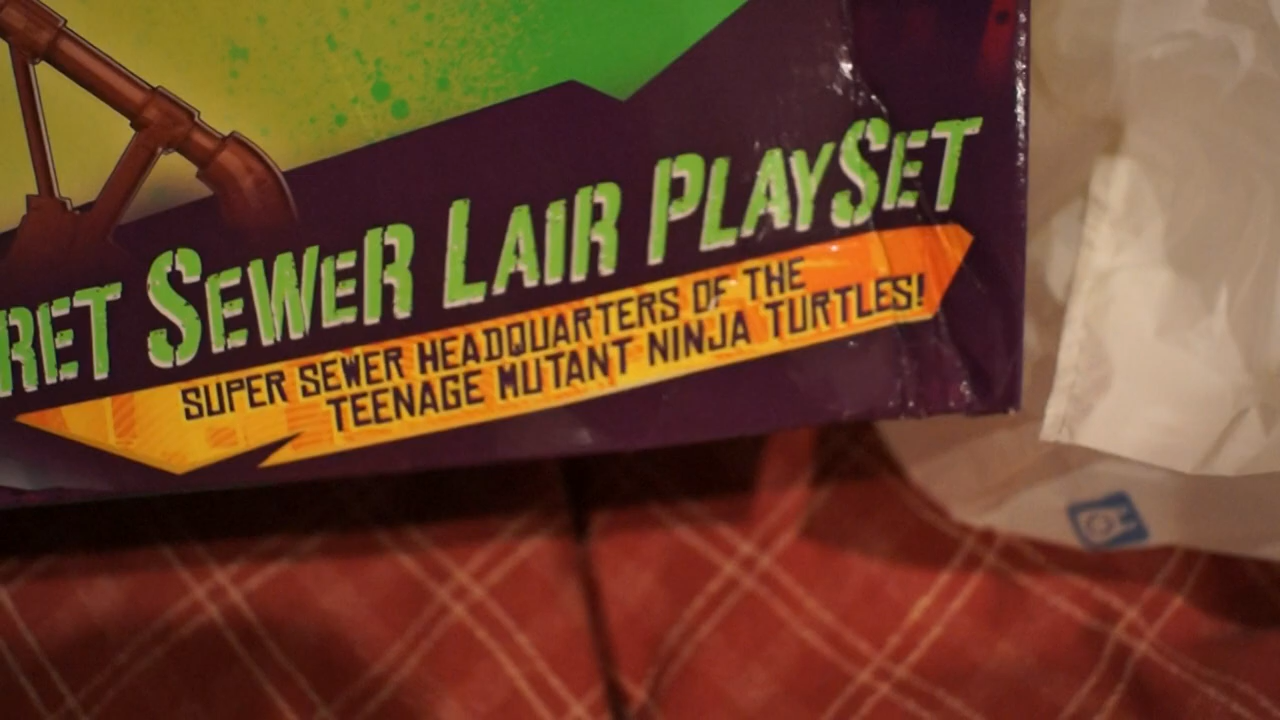 RET SEWER LAIR PLAYSET
SUPER SEWER HEADQUARTERS OF THE
TEENAGE MUTANT NINJA TURTLES!